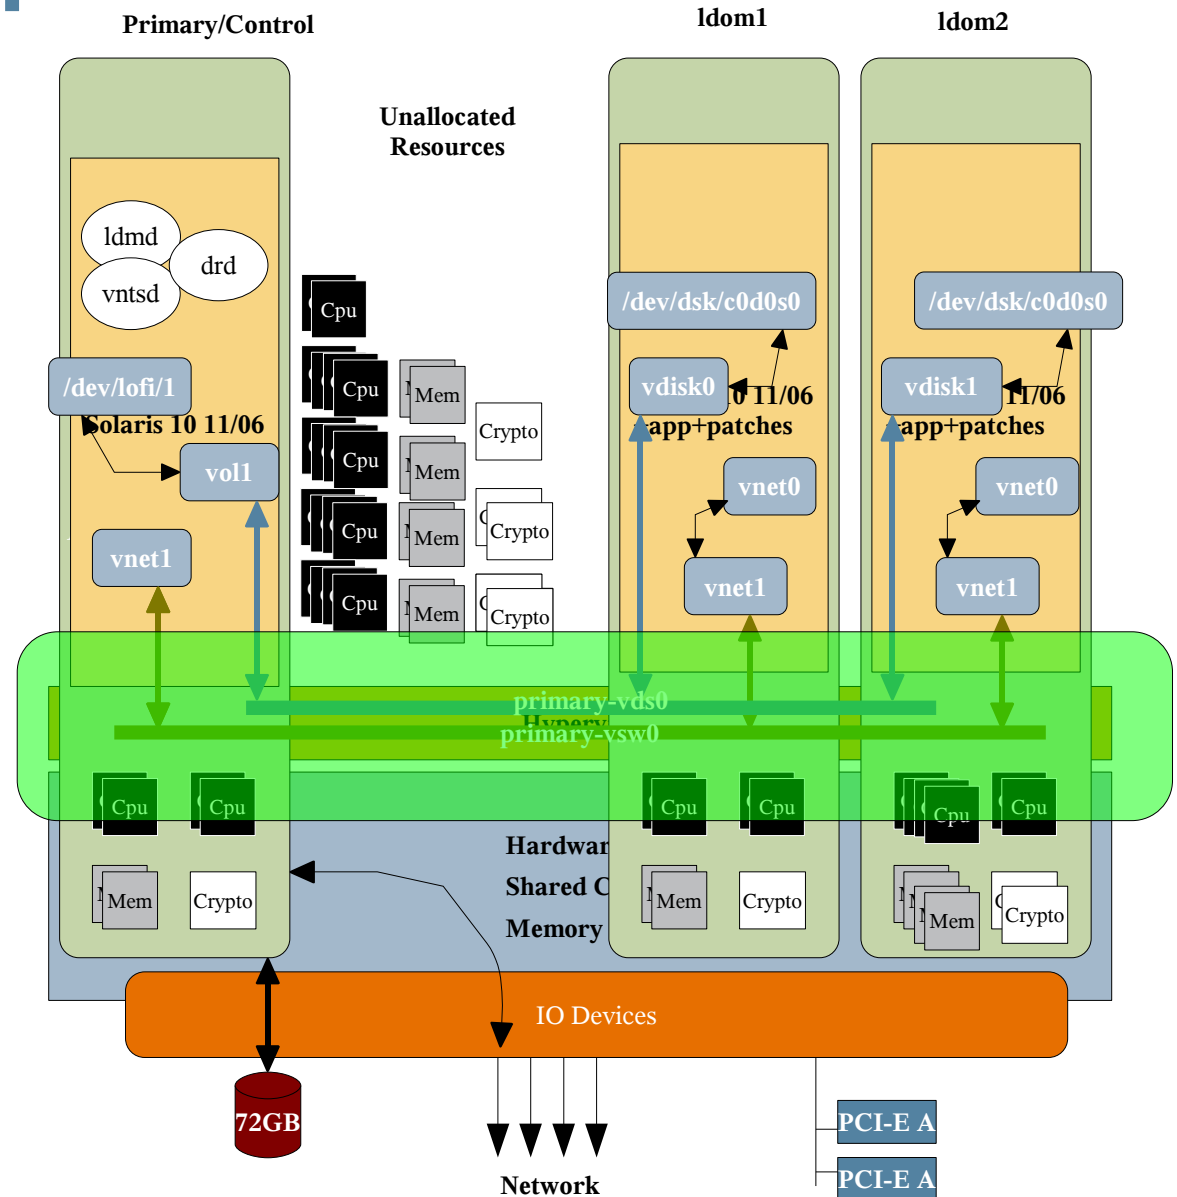 Primary/Control
ldom1
ldom2
Unallocated
Resources
ldmd
drd
vntsd
Cpu
/dev/dsk/c0d0s0
/dev/dsk/c0d0s0
/dev/lofi/1
Solaris 10 11/06
Cpu
Mem
Crypto
vdisk0
11/06
+app+patches
vdisk1
11/06
+app+patches
vol1
Cpu
Mem
vnet0
vnet0
Cpu
Mem
Crypto
vnet1
Cpu
Mem
Crypto
vnet1
vnet1
primary-vds0
primary-vsw0
Cpu
Cpu
Cpu
Cpu
Cpu
Cpu
Shared
Memory
Mem
Crypto
Mem
Crypto
Mem
Crypto
IO Devices
72GB
PCI-E A
PCI-E A
Network